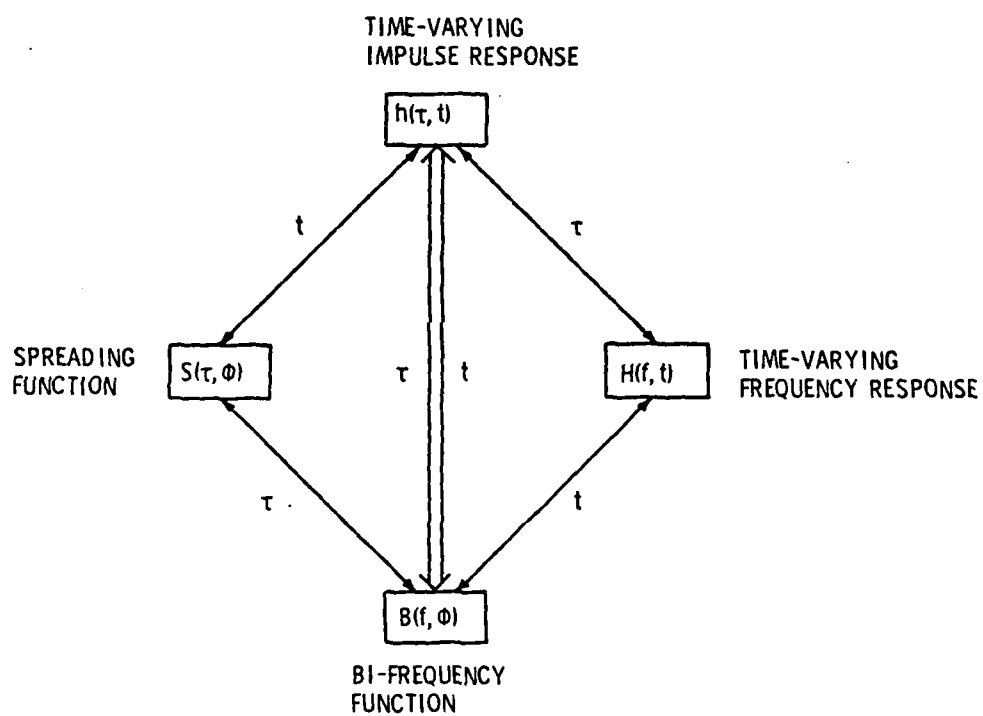 TIME-VARYING
IMPULSE RESPONSE
h(τ, t)
t
τ
SPREADING
FUNCTION
S(τ, Φ)
τ
t
H(f, t)
TIME-VARYING
FREQUENCY RESPONSE
τ
t
B(f, Φ)
BI-FREQUENCY
FUNCTION